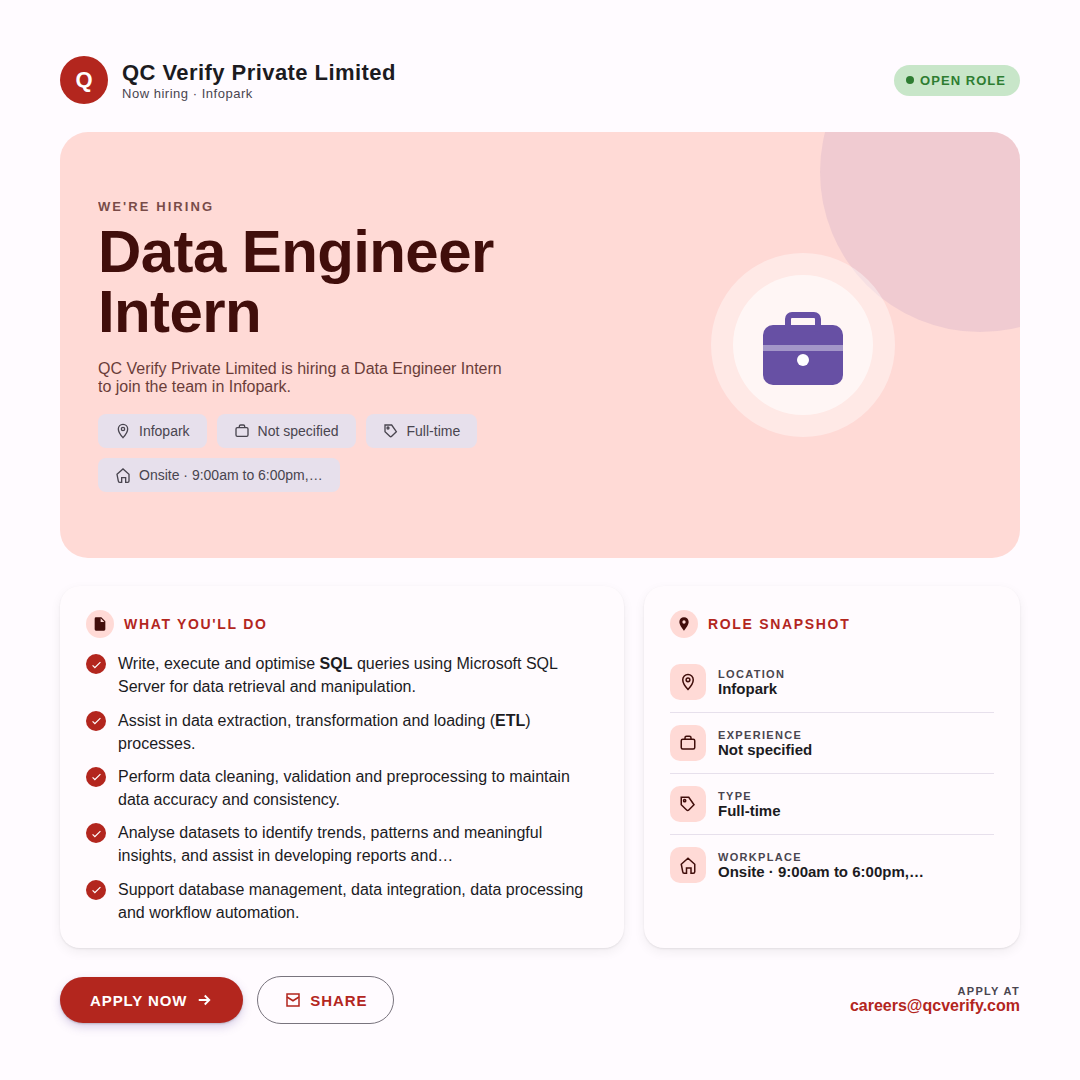 Q
QC Verify Private Limited
Now hiring · Infopark
OPEN ROLE
WE'RE HIRING
Data Engineer
Intern
QC Verify Private Limited is hiring a Data Engineer Intern
to join the team in Infopark.
Infopark
Not specified
Full-time
Onsite · 9:00am to 6:00pm,…
WHAT YOU'LL DO
Write, execute and optimise SQL queries using Microsoft SQL
Server for data retrieval and manipulation.
Assist in data extraction, transformation and loading (ETL)
processes.
Perform data cleaning, validation and preprocessing to maintain
data accuracy and consistency.
Analyse datasets to identify trends, patterns and meaningful
insights, and assist in developing reports and…
Support database management, data integration, data processing
and workflow automation.
ROLE SNAPSHOT
LOCATION
Infopark
EXPERIENCE
Not specified
TYPE
Full-time
WORKPLACE
Onsite · 9:00am to 6:00pm,…
APPLY NOW
SHARE
APPLY AT
careers@qcverify.com